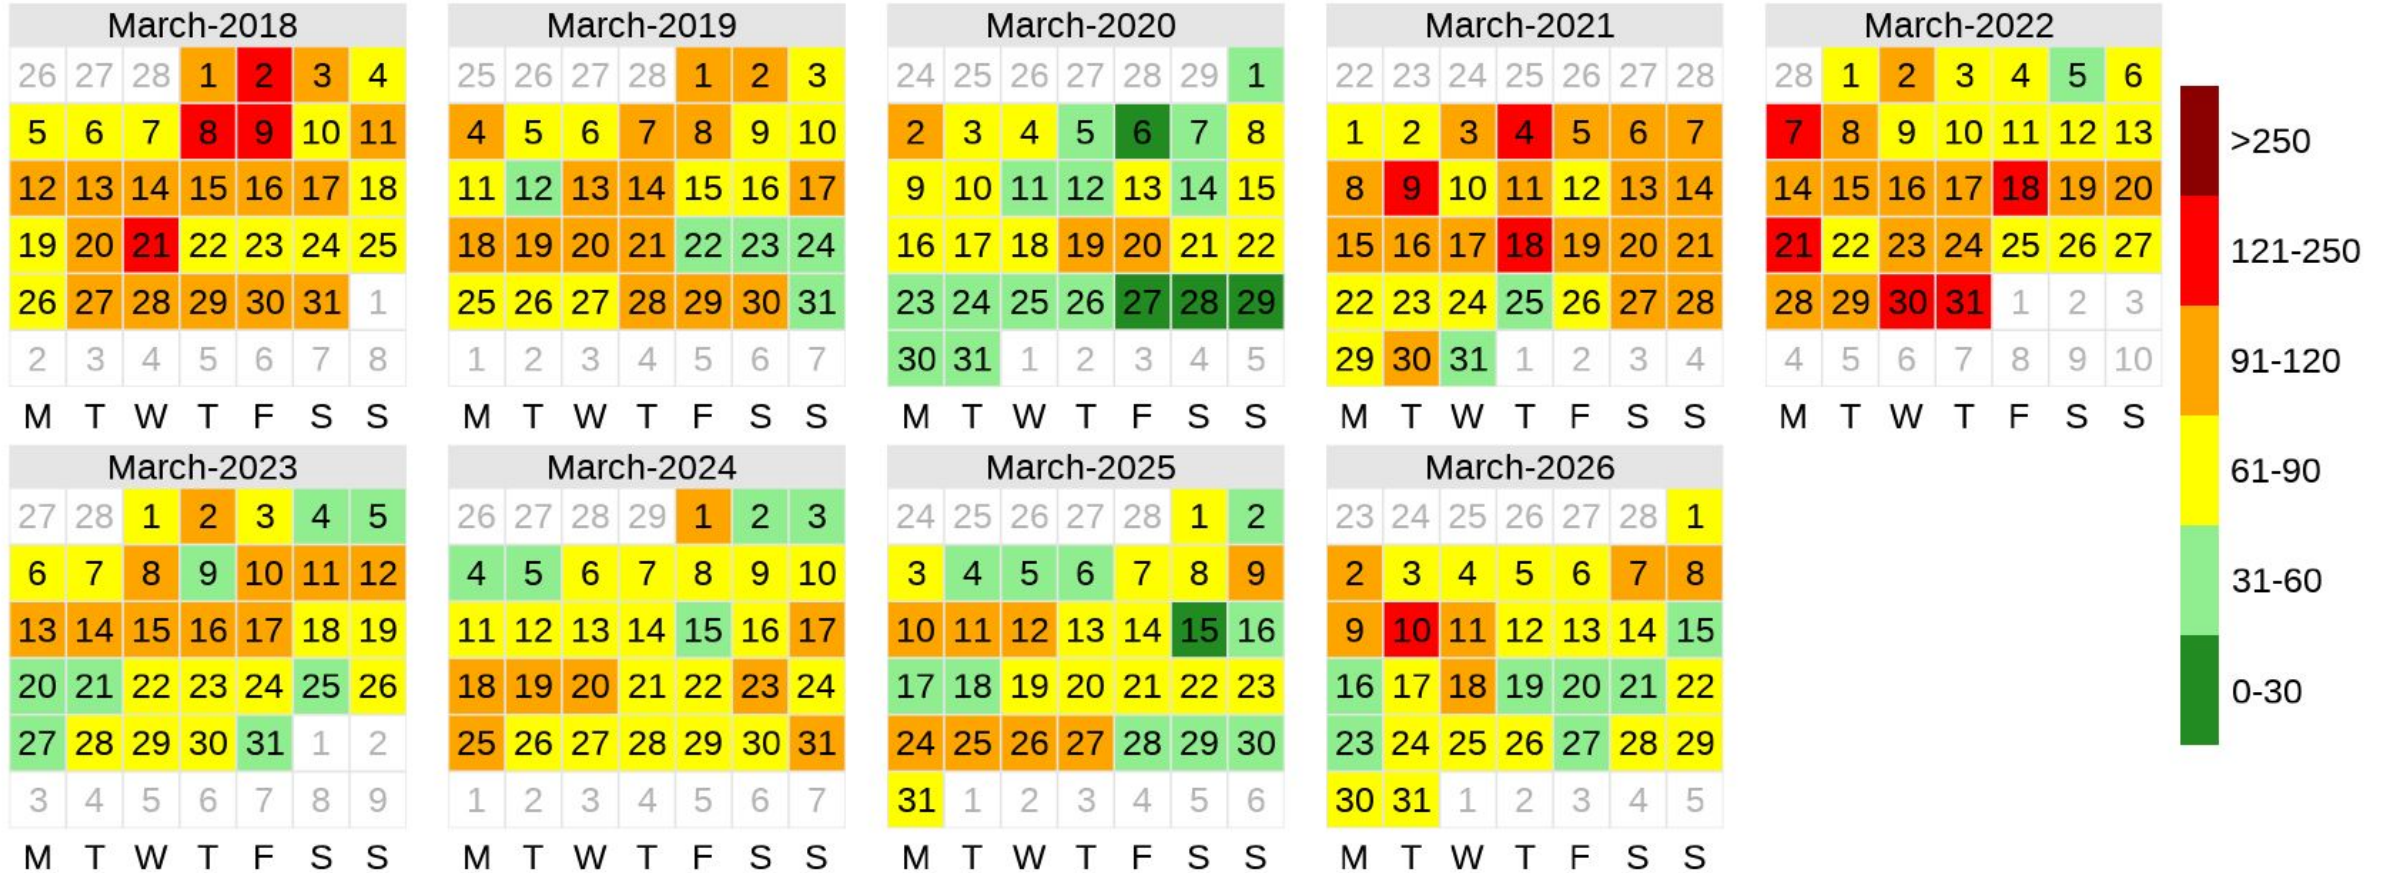 March-2018 March-2019 March-2020 March-2021 March-2022
26 27 28 1 2 3 4 25 26 27 28 1 2 3 24 25 26 27 28 29 1 22 23 24 25 26 27 28 28 1 2 3 4 5 6
5 6 7 8 9 10 11 4 5 6 7 8 9 10 2 3 4 5 6 7 8 1 2 3 4 5 6 7 7 8 9 10 11 12 13 >250
12 13 14 15 16 17 18 11 12 13 14 15 16 17 9 10 11 12 13 14 15 8 9 10 11 12 13 14 14 15 16 17 18 19 20
19 20 21 22 23 24 25 18 19 20 21 22 23 24 16 17 18 19 20 21 22 15 16 17 18 19 20 21 21 22 23 24 25 26 27 121-250
26 27 28 29 30 31 1 25 26 27 28 29 30 31 23 24 25 26 27 28 29 22 23 24 25 26 27 28 28 29 30 31 1 2 3
2 3 4 5 6 7 8 1 2 3 4 5 6 7 30 31 1 2 3 4 5 29 30 31 1 2 3 4 4 5 6 7 8 9 10 91-120
M T W T F S S M T W T F S S M T W T F S S M T W T F S S M T W T F S S
March-2023 March-2024 March-2025 March-2026 61-90
27 28 1 2 3 4 5 26 27 28 29 1 2 3 24 25 26 27 28 1 2 23 24 25 26 27 28 1
6 7 8 9 10 11 12 4 5 6 7 8 9 10 3 4 5 6 7 8 9 2 3 4 5 6 7 8 31-60
13 14 15 16 17 18 19 11 12 13 14 15 16 17 10 11 12 13 14 15 16 9 10 11 12 13 14 15
20 21 22 23 24 25 26 18 19 20 21 22 23 24 17 18 19 20 21 22 23 16 17 18 19 20 21 22 0-30
27 28 29 30 31 1 2 25 26 27 28 29 30 31 24 25 26 27 28 29 30 23 24 25 26 27 28 29
3 4 5 6 7 8 9 1 2 3 4 5 6 7 31 1 2 3 4 5 6 30 31 1 2 3 4 5
M T W T F S S M T W T F S S M T W T F S S M T W T F S S